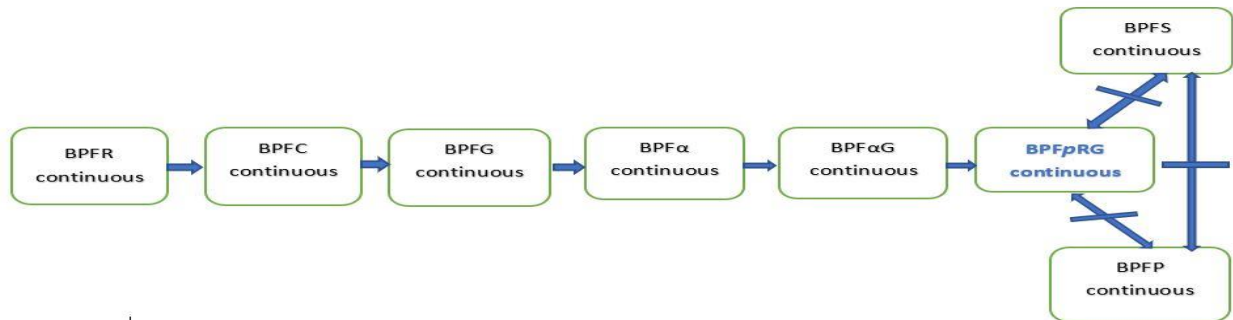 BPFS
continuous
BPFR
continuous
BPFC
continuous
BPFG
continuous
BPFα
continuous
BPFαG
continuous
BPFpRG
continuous
BPFP
continuous